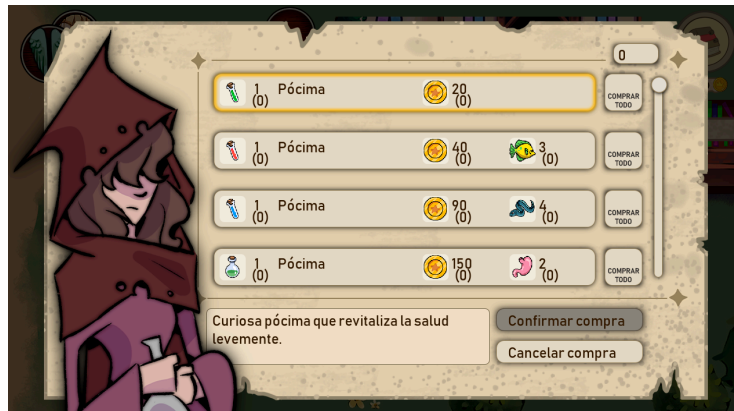 0
1 Pócima 20
(0) (0)
COMPRAR
TODO
1 Pócima 40 3
(0) (0) (0)
COMPRAR
TODO
1 Pócima 90 4
(0) (0) (0)
COMPRAR
TODO
1 Pócima 150 2
(0) (0) (0)
COMPRAR
TODO
Curiosa pócima que revitaliza la salud
levemente.
Confirmar compra
Cancelar compra